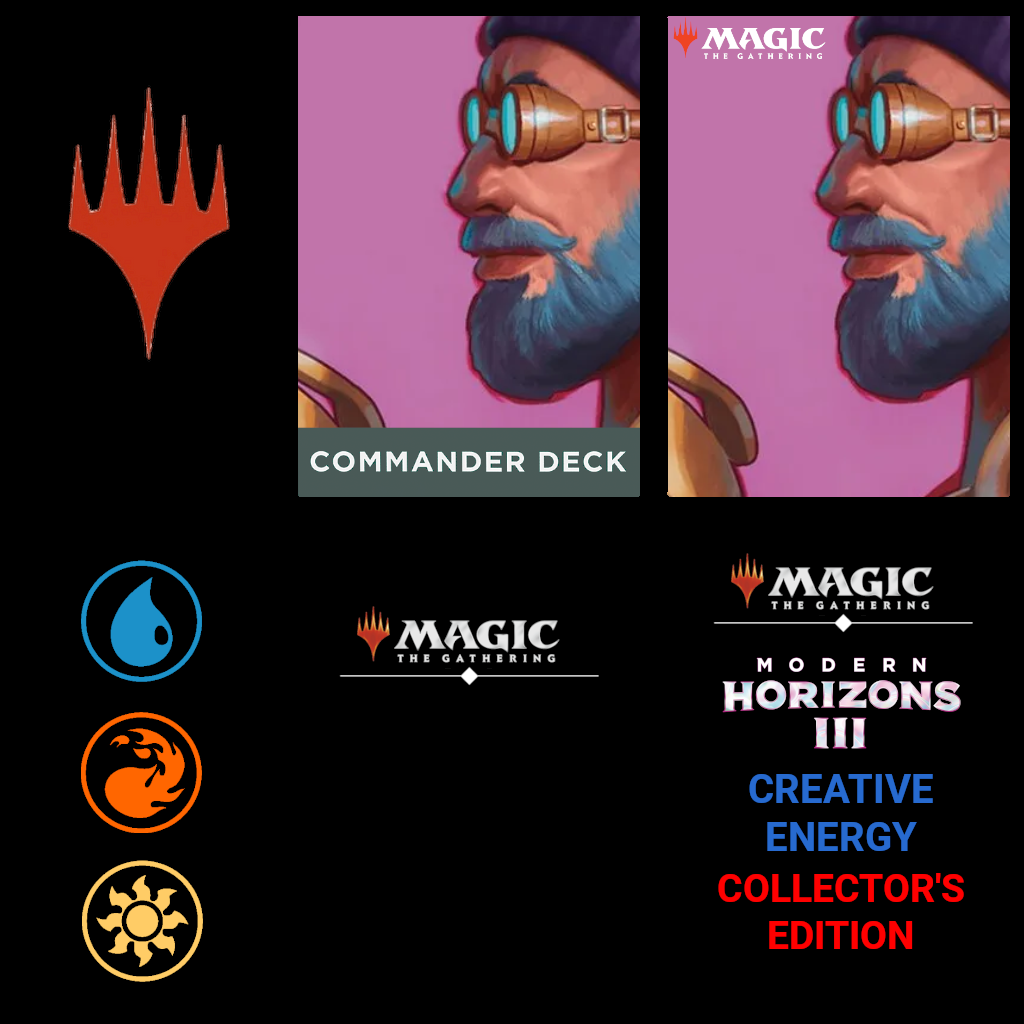 MAGIC
THE GATHERING
COMMANDER DECK
MAGIC
THE GATHERING
MAGIC
THE GATHERING
MODERN
HORIZONS
III
CREATIVE
ENERGY
COLLECTOR'S
EDITION